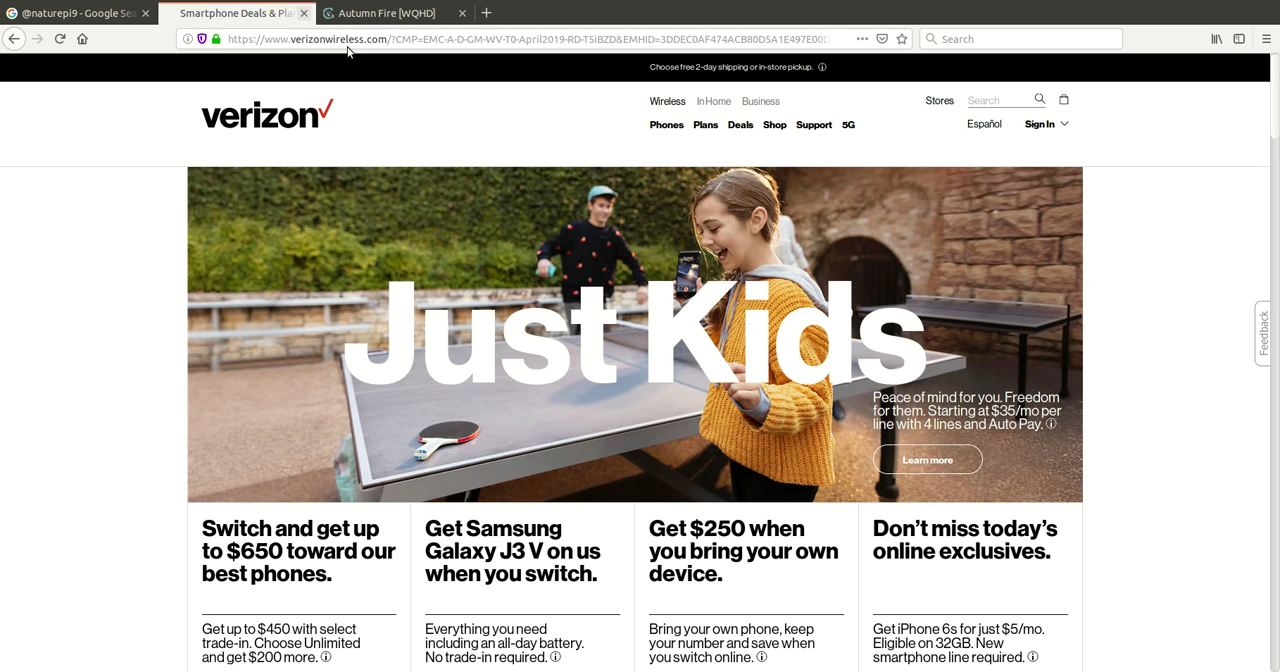 @naturepi9 - Google Sea
Smartphone Deals & Pla
Autumn Fire [WQHD]
https://www.verizonwireless.com/?CMP=EMC-A-D-GM-WV-T0-April2019-RD-T5iBZD&EMHID=3DDEC0AF474ACB80D5A1E497E00D
Search
Choose free 2-day shipping or in-store pickup.
verizon
Wireless In Home Business
Stores Search
Phones Plans Deals Shop Support 5G
Español Sign In
Just Kids
Peace of mind for you. Freedom
for them. Starting at $35/mo per
line with 4 lines and Auto Pay.
Learn more
Feedback
Switch and get up
to $650 toward our
best phones.
Get up to $450 with select
trade-in. Choose Unlimited
and get $200 more.
Get Samsung
Galaxy J3 V on us
when you switch.
Everything you need
including an all-day battery.
No trade-in required.
Get $250 when
you bring your own
device.
Bring your own phone, keep
your number and save when
you switch online.
Don't miss today's
online exclusives.
Get iPhone 6s for just $5/mo.
Eligible on 32GB. New
smartphone line required.